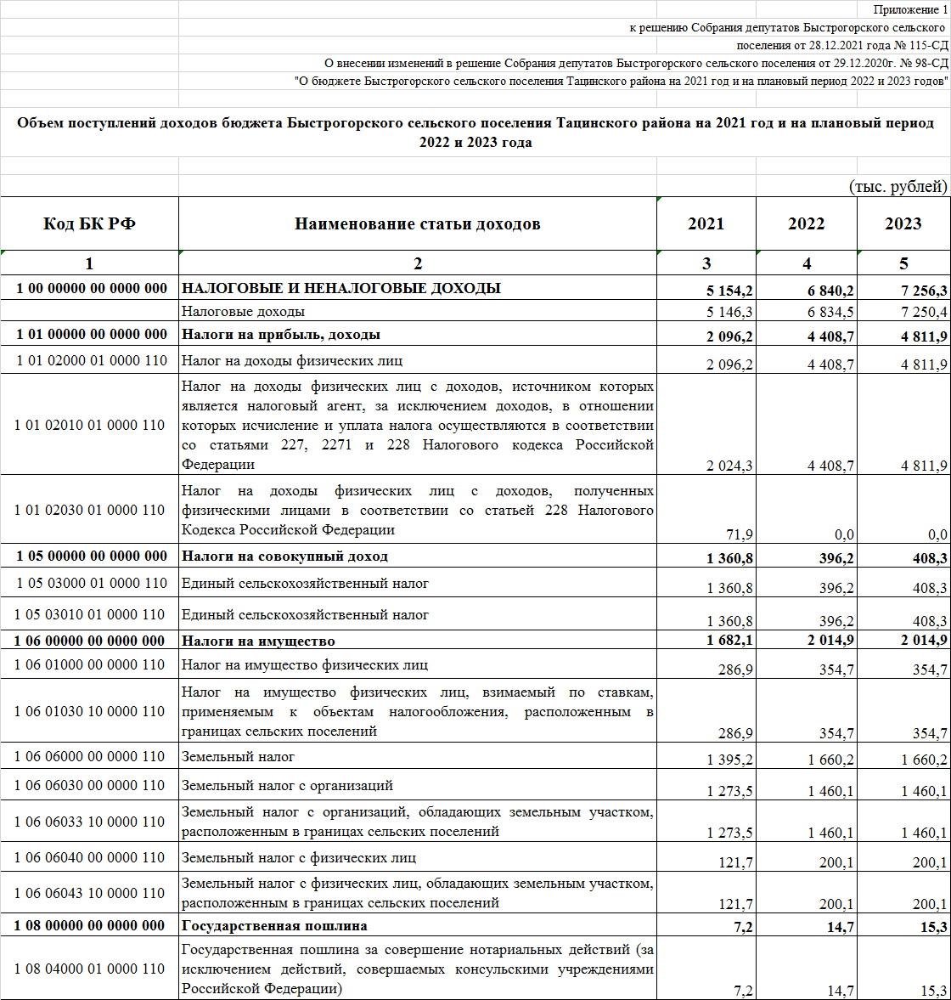 Приложение 1
к решению Собрания депутатов Быстрогорского сельского
поселения от 28.12.2021 года № 115-СД
О внесении изменений в решение Собрания депутатов Быстрогорского сельского поселения от 29.12.2020г. № 98-СД
"О бюджете Быстрогорского сельского поселения Тацинского района на 2021 год и на плановый период 2022 и 2023 годов"
Объем поступлений доходов бюджета Быстрогорского сельского поселения Тацинского района на 2021 год и на плановый период
2022 и 2023 года
(тыс. рублей)
Код БК РФ Наименование статьи доходов 2021 2022 2023
1 2 3 4 5
1 00 00000 00 0000 000 НАЛОГОВЫЕ И НЕНАЛОГОВЫЕ ДОХОДЫ 5 154,2 6 840,2 7 256,3
Налоговые доходы 5 146,3 6 834,5 7 250,4
1 01 00000 00 0000 000 Налоги на прибыль, доходы 2 096,2 4 408,7 4 811,9
1 01 02000 01 0000 110 Налог на доходы физических лиц 2 096,2 4 408,7 4 811,9
Налог на доходы физических лиц с доходов, источником которых
является налоговый агент, за исключением доходов, в отношении
1 01 02010 01 0000 110 которых исчисление и уплата налога осуществляются в соответствии
со статьями 227, 2271 и 228 Налогового кодекса Российской
Федерации 2 024,3 4 408,7 4 811,9
Налог на доходы физических лиц с доходов, полученных
1 01 02030 01 0000 110 физическими лицами в соответствии со статьей 228 Налогового
Кодекса Российской Федерации 71,9 0,0 0,0
1 05 00000 00 0000 000 Налоги на совокупный доход 1 360,8 396,2 408,3
1 05 03000 01 0000 110 Единый сельскохозяйственный налог 1 360,8 396,2 408,3
1 05 03010 01 0000 110 Единый сельскохозяйственный налог 1 360,8 396,2 408,3
1 06 00000 00 0000 000 Налоги на имущество 1 682,1 2 014,9 2 014,9
1 06 01000 00 0000 110 Налог на имущество физических лиц 286,9 354,7 354,7
Налог на имущество физических лиц, взимаемый по ставкам,
1 06 01030 10 0000 110 применяемым к объектам налогообложения, расположенным в
границах сельских поселений 286,9 354,7 354,7
1 06 06000 00 0000 110 Земельный налог 1 395,2 1 660,2 1 660,2
1 06 06030 00 0000 110 Земельный налог с организаций 1 273,5 1 460,1 1 460,1
1 06 06033 10 0000 110 Земельный налог с организаций, обладающих земельным участком,
расположенным в границах сельских поселений 1 273,5 1 460,1 1 460,1
1 06 06040 00 0000 110 Земельный налог с физических лиц 121,7 200,1 200,1
1 06 06043 10 0000 110 Земельный налог с физических лиц, обладающих земельным участком,
расположенным в границах сельских поселений 121,7 200,1 200,1
1 08 00000 00 0000 000 Государственная пошлина 7,2 14,7 15,3
Государственная пошлина за совершение нотариальных действий (за
1 08 04000 01 0000 110 исключением действий, совершаемых консульскими учреждениями
Российской Федерации) 7,2 14,7 15,3